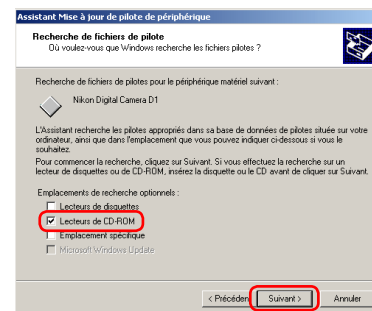 Assistant Mise à jour de pilote de périphérique
Recherche de fichiers de pilote
Où voulez-vous que Windows recherche les fichiers pilotes ?
Recherche de fichiers de pilotes pour le périphérique matériel suivant :
Nikon Digital Camera D1
L'Assistant recherche les pilotes appropriés dans sa base de données de pilotes située sur votre
ordinateur, ainsi que dans l'emplacement que vous pouvez indiquer ci-dessous si vous le
souhaitez.
Pour commencer la recherche, cliquez sur Suivant. Si vous effectuez la recherche sur un
lecteur de disquettes ou de CD-ROM, insérez la disquette ou le CD avant de cliquer sur Suivant.
Emplacements de recherche optionnels :
Lecteurs de disquettes
Lecteurs de CD-ROM
Emplacement spécifique
Microsoft Windows Update
< Précéden Suivant > Annuler